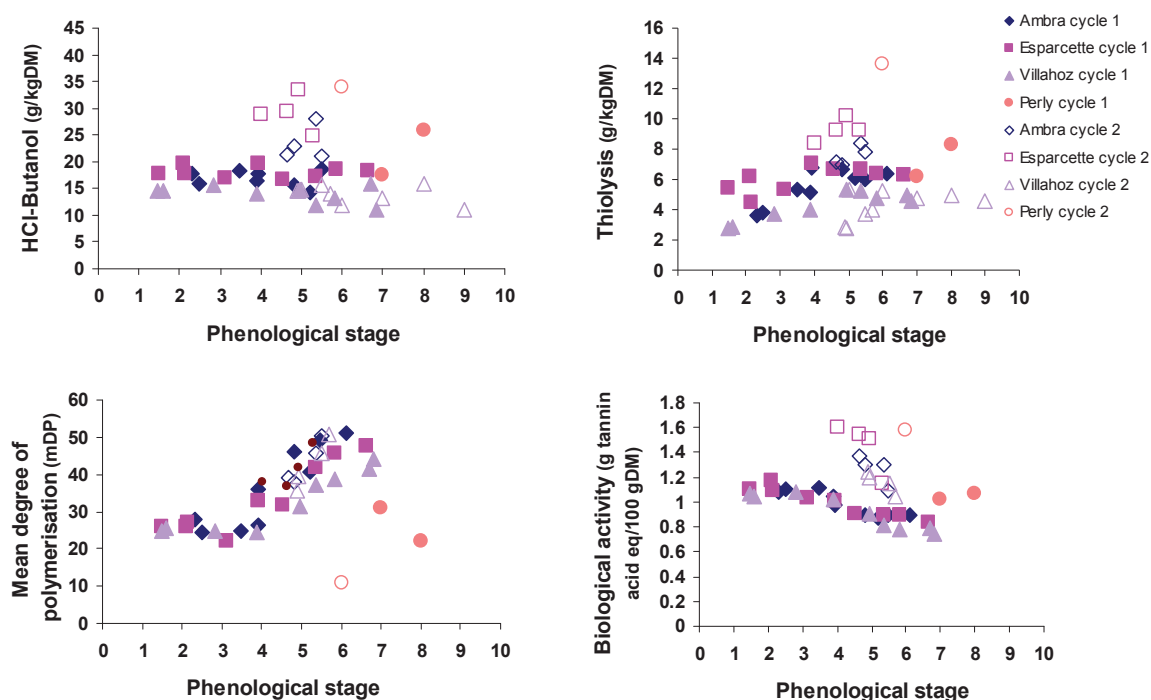 HCl-Butanol (g/kgDM)
45
40
35
30
25
20
15
10
5
0
0 1 2 3 4 5 6 7 8 9 10
Phenological stage
Thiolysis (g/kgDM)
16
14
12
10
8
6
4
2
0
0 1 2 3 4 5 6 7 8 9 10
Phenological stage
Ambra cycle 1
Esparcette cycle 1
Villahoz cycle 1
Perly cycle 1
Ambra cycle 2
Esparcette cycle 2
Villahoz cycle 2
Perly cycle 2
Mean degree of
polymerisation (mDP)
60
50
40
30
20
10
0
0 1 2 3 4 5 6 7 8 9 10
Phenological stage
Biological activity (g tannin
acid eq/100 gDM)
1.8
1.6
1.4
1.2
1
0.8
0.6
0.4
0.2
0
0 1 2 3 4 5 6 7 8 9 10
Phenological stage